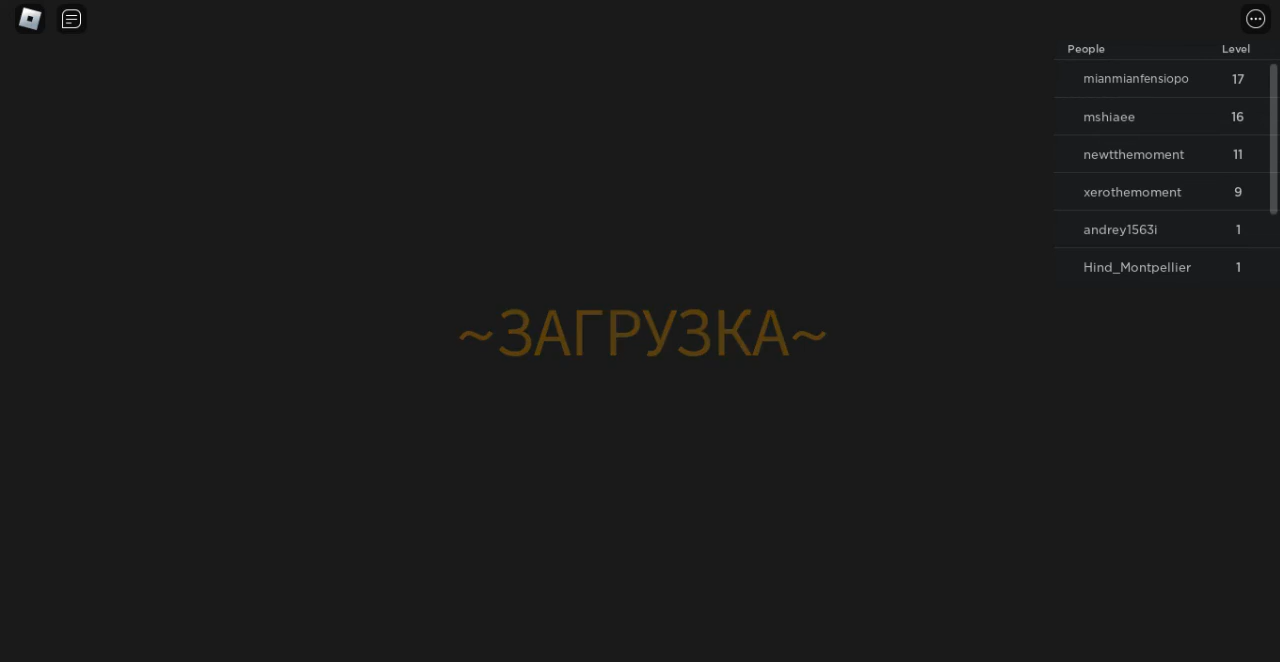 People Level
mianmianfensiopo 17
mshiaee 16
newtthemoment 11
xerothemoment 9
andrey1563i 1
Hind_Montpellier 1
~ЗАГРУЗКА~